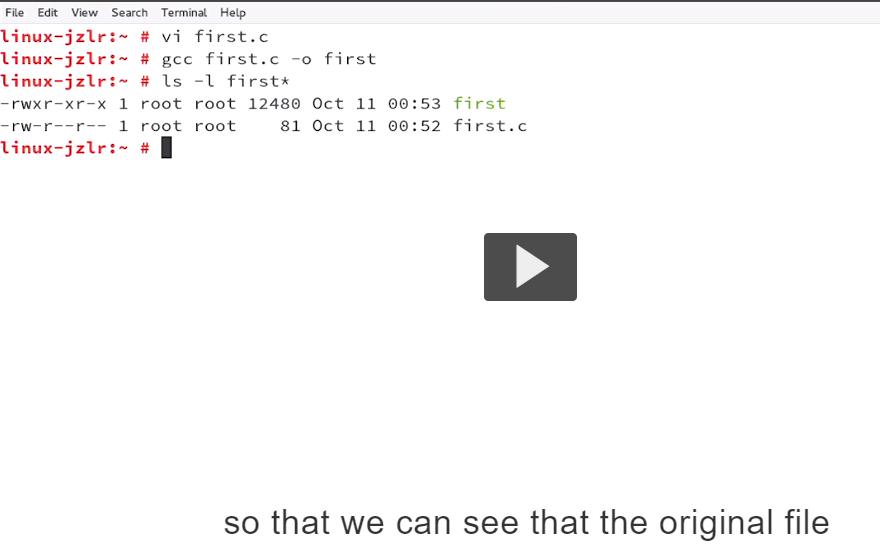 File Edit View Search Terminal Help
linux-jzlr:~ # vi first.c
linux-jzlr:~ # gcc first.c -o first
linux-jzlr:~ # ls -l first*
-rwxr-xr-x 1 root root 12480 Oct 11 00:53 first
-rw-r--r-- 1 root root    81 Oct 11 00:52 first.c
linux-jzlr:~ #
so that we can see that the original file